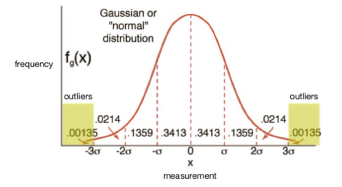 Gaussian or
"normal"
distribution
frequency
fg(x)
outliers
outliers
.0214
.0214
.00135
.1359
.3413
.3413
.1359
.00135
-3σ
-2σ
-σ
0
σ
2σ
3σ
x
measurement